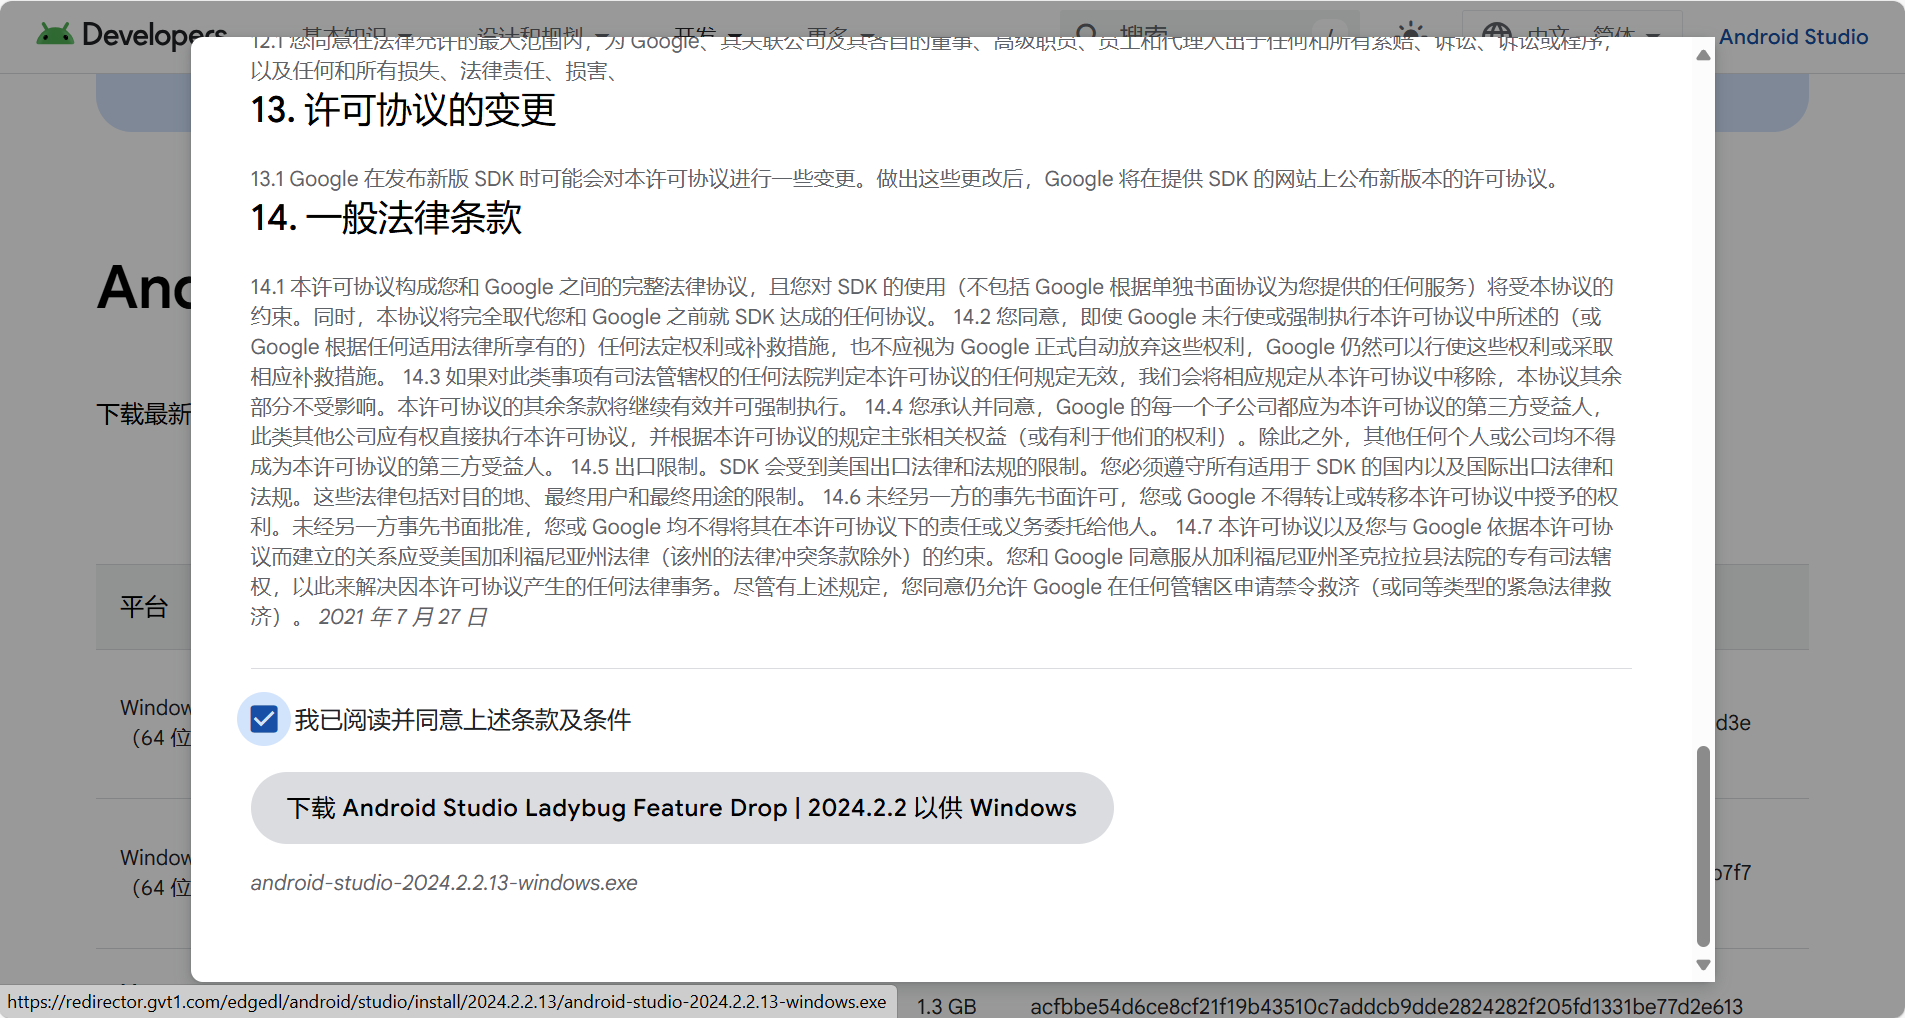 Developers
基本知识
设计和规划
开发
更多
搜索
/
中文 – 简体
Android Studio
12.1 您同意在法律允许的最大范围内，为 Google、其关联公司及其各自的董事、高级职员、员工和代理人出于任何和所有索赔、诉讼、诉讼或程序，
以及任何和所有损失、法律责任、损害、
13. 许可协议的变更
13.1 Google 在发布新版 SDK 时可能会对本许可协议进行一些变更。做出这些更改后，Google 将在提供 SDK 的网站上公布新版本的许可协议。
14. 一般法律条款
14.1 本许可协议构成您和 Google 之间的完整法律协议，且您对 SDK 的使用（不包括 Google 根据单独书面协议为您提供的任何服务）将受本协议的
约束。同时，本协议将完全取代您和 Google 之前就 SDK 达成的任何协议。 14.2 您同意，即使 Google 未行使或强制执行本许可协议中所述的（或
Google 根据任何适用法律所享有的）任何法定权利或补救措施，也不应视为 Google 正式自动放弃这些权利，Google 仍然可以行使这些权利或采取
相应补救措施。 14.3 如果对此类事项有司法管辖权的任何法院判定本许可协议的任何规定无效，我们会将相应规定从本许可协议中移除，本协议其余
部分不受影响。本许可协议的其余条款将继续有效并可强制执行。 14.4 您承认并同意，Google 的每一个子公司都应为本许可协议的第三方受益人，
此类其他公司应有权直接执行本许可协议，并根据本许可协议的规定主张相关权益（或有利于他们的权利）。除此之外，其他任何个人或公司均不得
成为本许可协议的第三方受益人。 14.5 出口限制。SDK 会受到美国出口法律和法规的限制。您必须遵守所有适用于 SDK 的国内以及国际出口法律和
法规。这些法律包括对目的地、最终用户和最终用途的限制。 14.6 未经另一方的事先书面许可，您或 Google 不得转让或转移本许可协议中授予的权
利。未经另一方事先书面批准，您或 Google 均不得将其在本许可协议下的责任或义务委托给他人。 14.7 本许可协议以及您与 Google 依据本许可协
议而建立的关系应受美国加利福尼亚州法律（该州的法律冲突条款除外）的约束。您和 Google 同意服从加利福尼亚州圣克拉拉县法院的专有司法辖
权，以此来解决因本许可协议产生的任何法律事务。尽管有上述规定，您同意仍允许 Google 在任何管辖区申请禁令救济（或同等类型的紧急法律救
济）。 2021 年 7 月 27 日
我已阅读并同意上述条款及条件
下载 Android Studio Ladybug Feature Drop | 2024.2.2 以供 Windows
android-studio-2024.2.2.13-windows.exe
And
下载最新
平台
Window
（64 位
d3e
Window
（64 位
b7f7
https://redirector.gvt1.com/edgedl/android/studio/install/2024.2.2.13/android-studio-2024.2.2.13-windows.exe
1.3 GB
acfbbe54d6ce8cf21f19b43510c7addcb9dde2824282f205fd1331be77d2e613